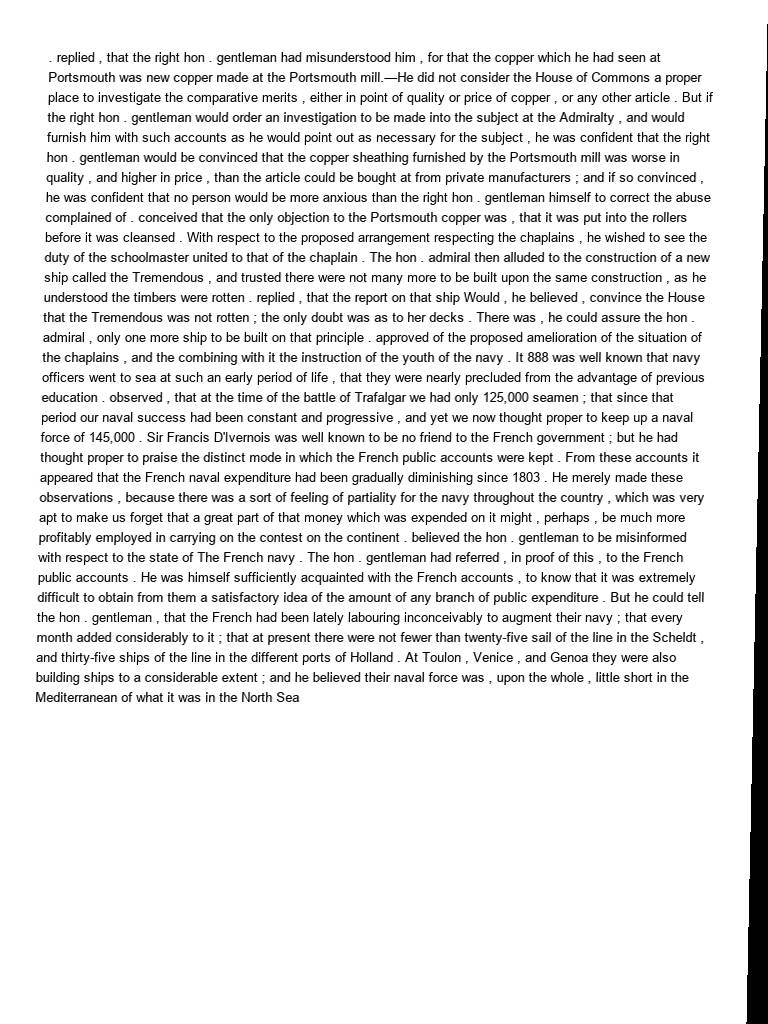 . replied , that the right hon . gentleman had misunderstood him , for that the copper which he had seen at
Portsmouth was new copper made at the Portsmouth mill.—He did not consider the House of Commons a proper
place to investigate the comparative merits , either in point of quality or price of copper , or any other article . But if
the right hon . gentleman would order an investigation to be made into the subject at the Admiralty , and would
furnish him with such accounts as he would point out as necessary for the subject , he was confident that the right
hon . gentleman would be convinced that the copper sheathing furnished by the Portsmouth mill was worse in
quality , and higher in price , than the article could be bought at from private manufacturers ; and if so convinced ,
he was confident that no person would be more anxious than the right hon . gentleman himself to correct the abuse
complained of . conceived that the only objection to the Portsmouth copper was , that it was put into the rollers
before it was cleansed . With respect to the proposed arrangement respecting the chaplains , he wished to see the
duty of the schoolmaster united to that of the chaplain . The hon . admiral then alluded to the construction of a new
ship called the Tremendous , and trusted there were not many more to be built upon the same construction , as he
understood the timbers were rotten . replied , that the report on that ship Would , he believed , convince the House
that the Tremendous was not rotten ; the only doubt was as to her decks . There was , he could assure the hon .
admiral , only one more ship to be built on that principle . approved of the proposed amelioration of the situation of
the chaplains , and the combining with it the instruction of the youth of the navy . It 888 was well known that navy
officers went to sea at such an early period of life , that they were nearly precluded from the advantage of previous
education . observed , that at the time of the battle of Trafalgar we had only 125,000 seamen ; that since that
period our naval success had been constant and progressive , and yet we now thought proper to keep up a naval
force of 145,000 . Sir Francis D'Ivernois was well known to be no friend to the French government ; but he had
thought proper to praise the distinct mode in which the French public accounts were kept . From these accounts it
appeared that the French naval expenditure had been gradually diminishing since 1803 . He merely made these
observations , because there was a sort of feeling of partiality for the navy throughout the country , which was very
apt to make us forget that a great part of that money which was expended on it might , perhaps , be much more
profitably employed in carrying on the contest on the continent . believed the hon . gentleman to be misinformed
with respect to the state of The French navy . The hon . gentleman had referred , in proof of this , to the French
public accounts . He was himself sufficiently acquainted with the French accounts , to know that it was extremely
difficult to obtain from them a satisfactory idea of the amount of any branch of public expenditure . But he could tell
the hon . gentleman , that the French had been lately labouring inconceivably to augment their navy ; that every
month added considerably to it ; that at present there were not fewer than twenty-five sail of the line in the Scheldt ,
and thirty-five ships of the line in the different ports of Holland . At Toulon , Venice , and Genoa they were also
building ships to a considerable extent ; and he believed their naval force was , upon the whole , little short in the
Mediterranean of what it was in the North Sea